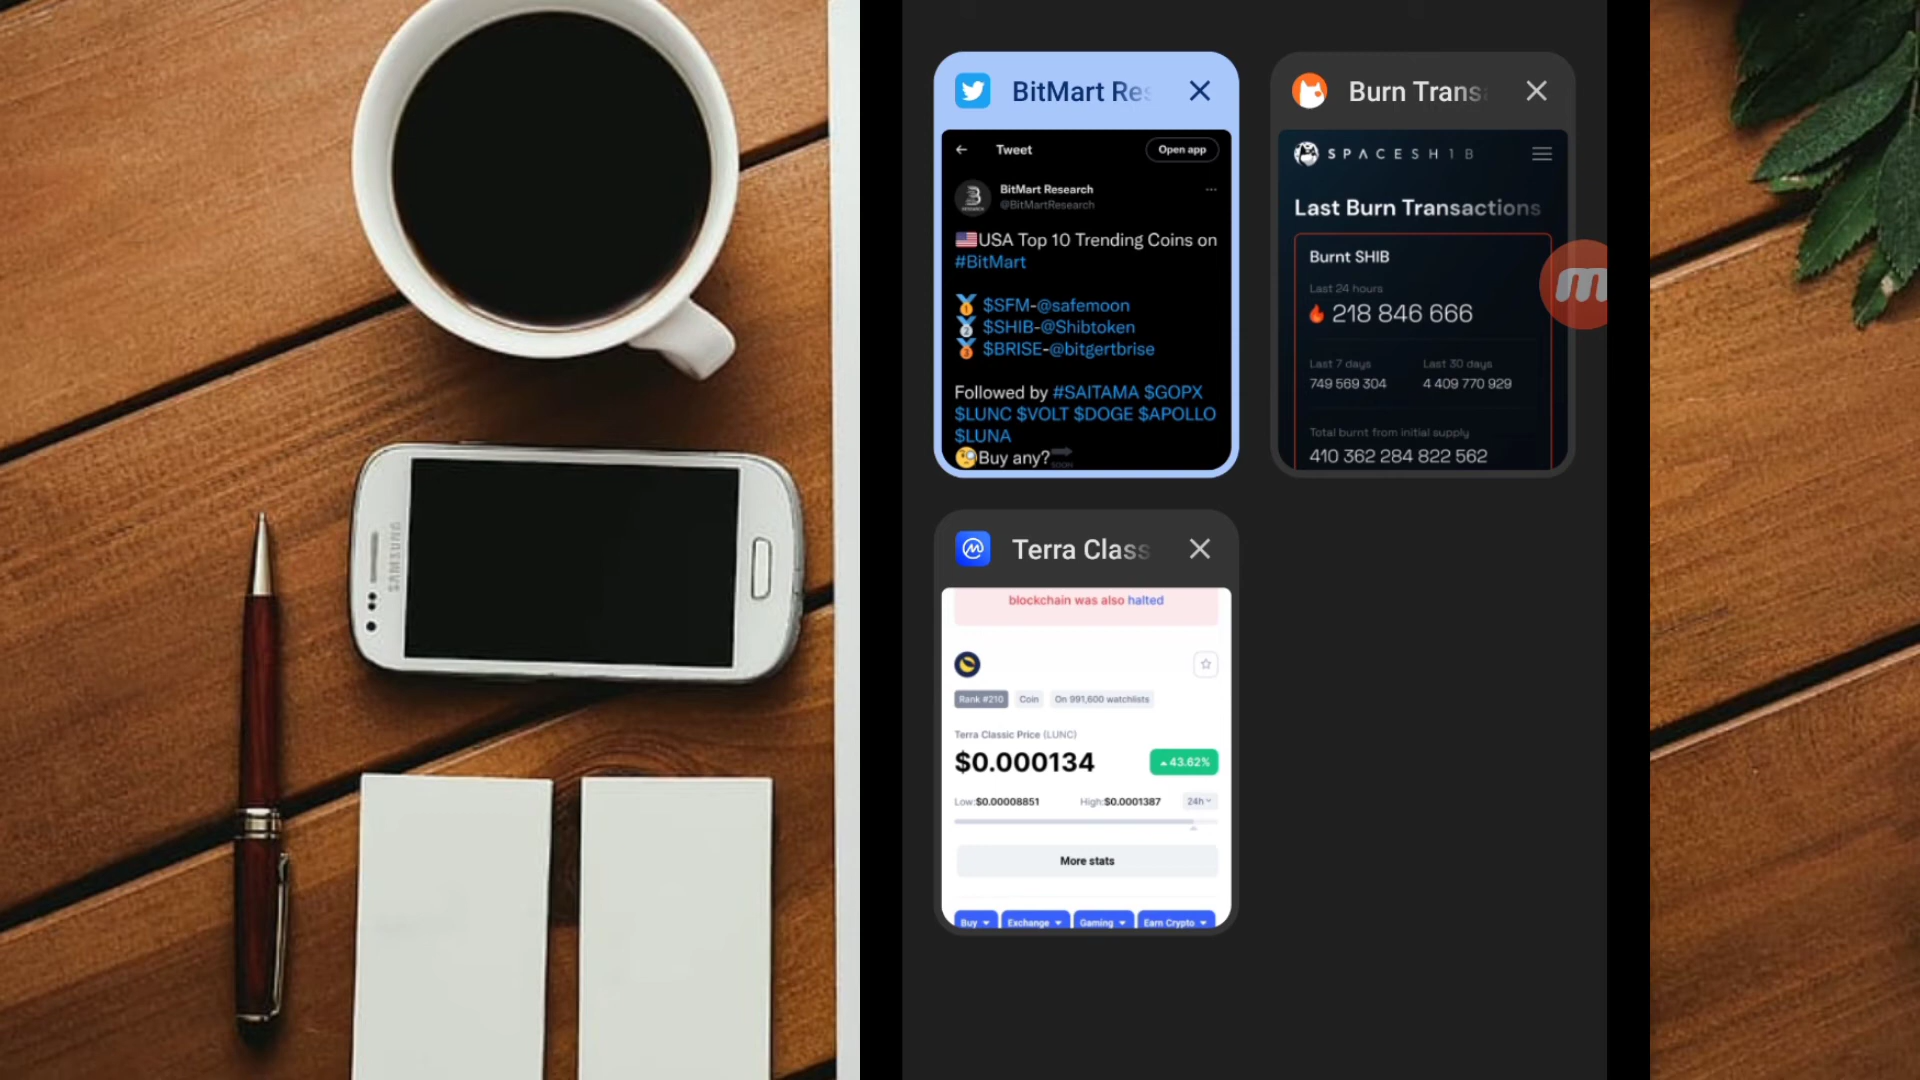 SAMSUNG
BitMart Res
Tweet
Open app
BitMart Research
@BitMartResearch
🇺🇸USA Top 10 Trending Coins on
#BitMart
🥇 $SFM-@safemoon
🥈 $SHIB-@Shibtoken
🥉 $BRISE-@bitgertbrise
Followed by #SAITAMA $GOPX
$LUNC $VOLT $DOGE $APOLLO
$LUNA
🧐Buy any?
Burn Trans
SPACESH1B
Last Burn Transactions
Burnt SHIB
Last 24 hours
🔥 218 846 666
Last 7 days
Last 30 days
749 569 304
4 409 770 929
Total burnt from initial supply
410 362 284 822 562
Terra Class
blockchain was also halted
Rank #210
Coin
On 991,600 watchlists
Terra Classic Price (LUNC)
$0.000134
43.62%
Low:$0.00008851
High:$0.0001387
24h
More stats
Buy
Exchange
Gaming
Earn Crypto